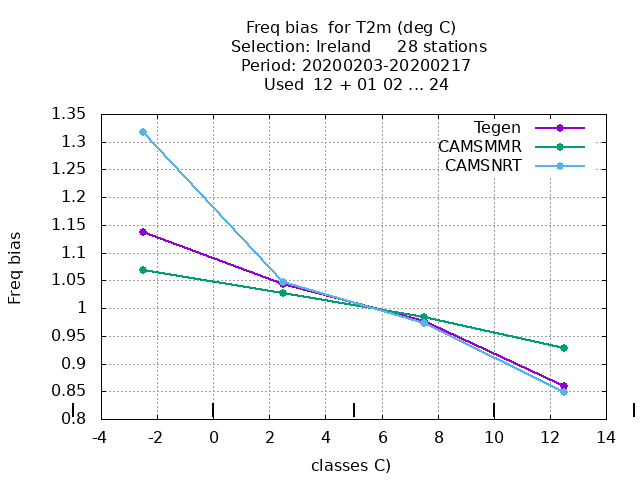 Freq bias  for T2m (deg C)
Selection: Ireland     28 stations
Period: 20200203-20200217
Used  12 + 01 02 ... 24
1.35
1.3
1.25
1.2
1.15
1.1
1.05
1
0.95
0.9
0.85
0.8
Freq bias
Tegen
CAMSMMR
CAMSNRT
-4 -2 0 2 4 6 8 10 12 14
classes C)